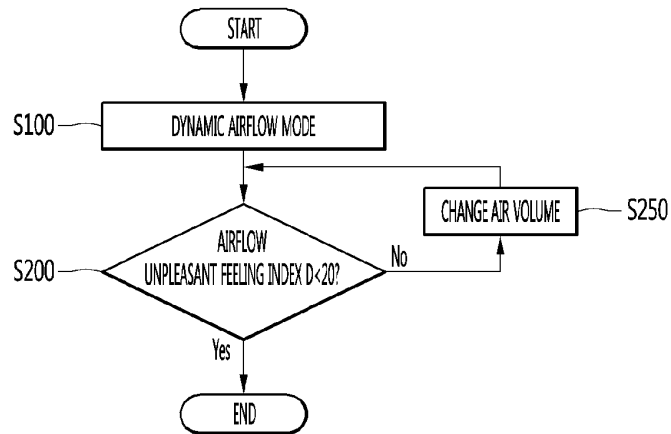 START
S100
DYNAMIC AIRFLOW MODE
CHANGE AIR VOLUME
S250
S200
AIRFLOW
UNPLEASANT FEELING INDEX D<20?
No
Yes
END